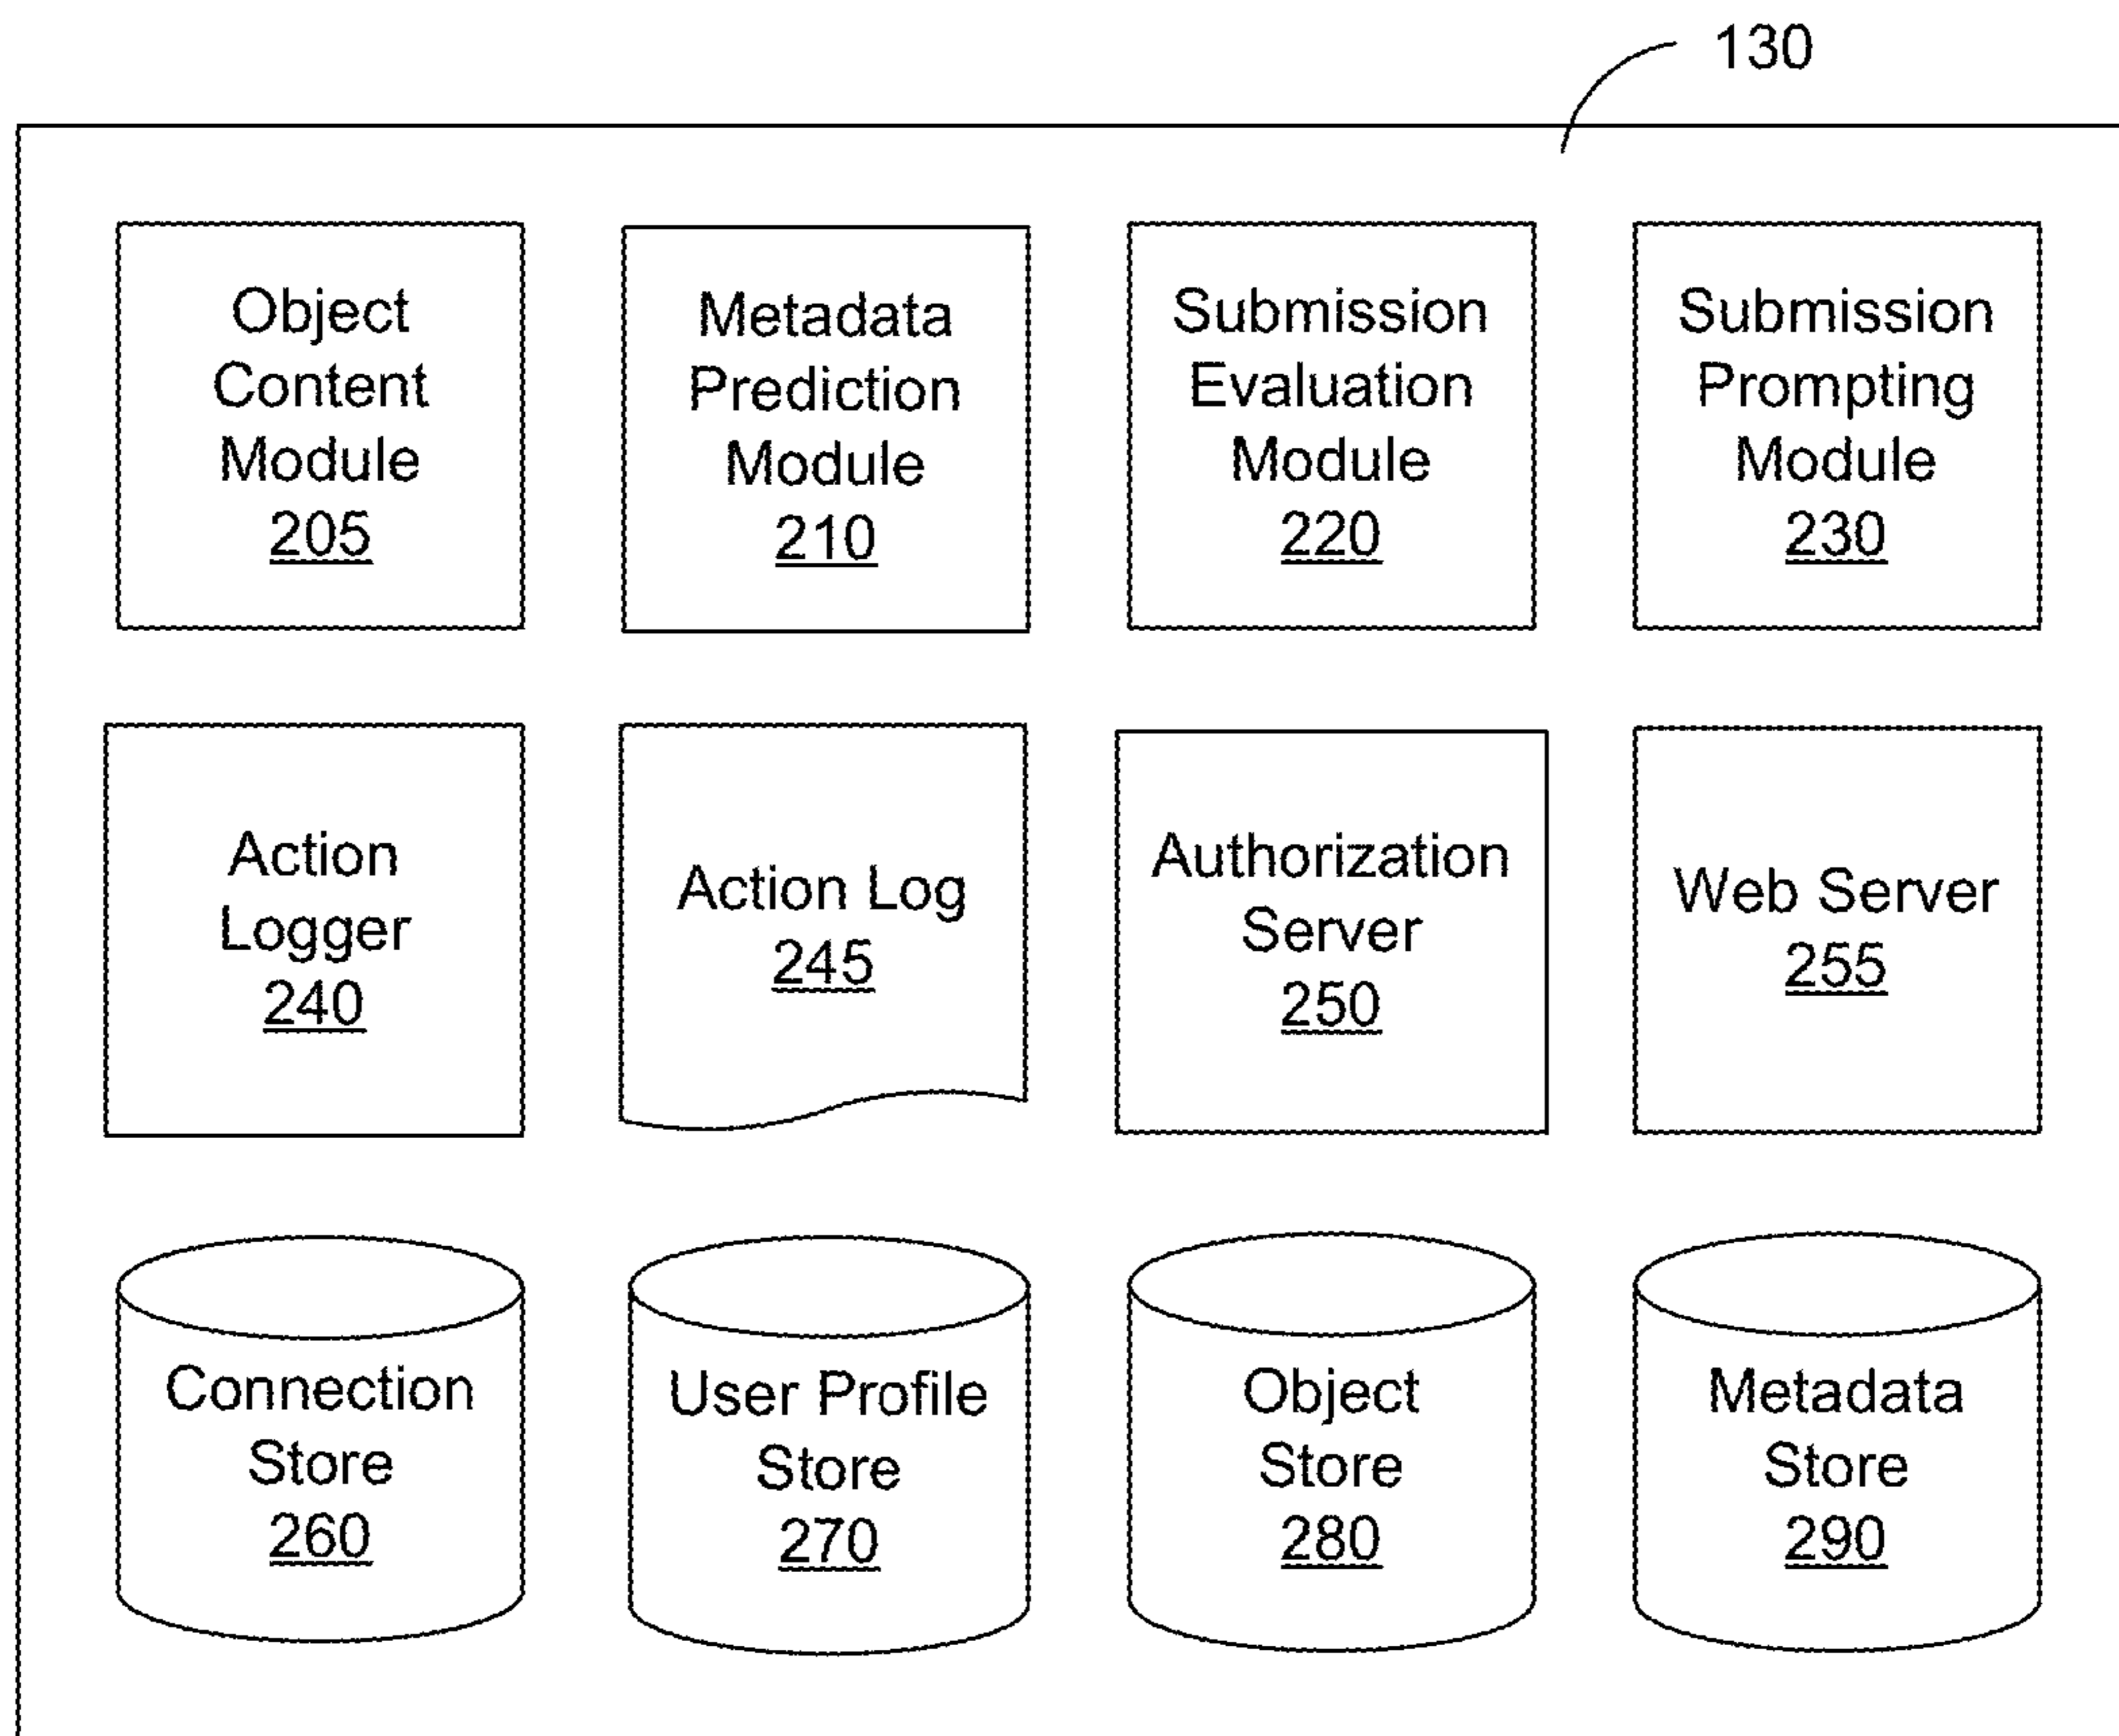 130
Object
Content
Module
205
Metadata
Prediction
Module
210
Submission
Evaluation
Module
220
Submission
Prompting
Module
230
Action
Logger
240
Action Log
245
Authorization
Server
250
Web Server
255
Connection
Store
260
User Profile
Store
270
Object
Store
280
Metadata
Store
290